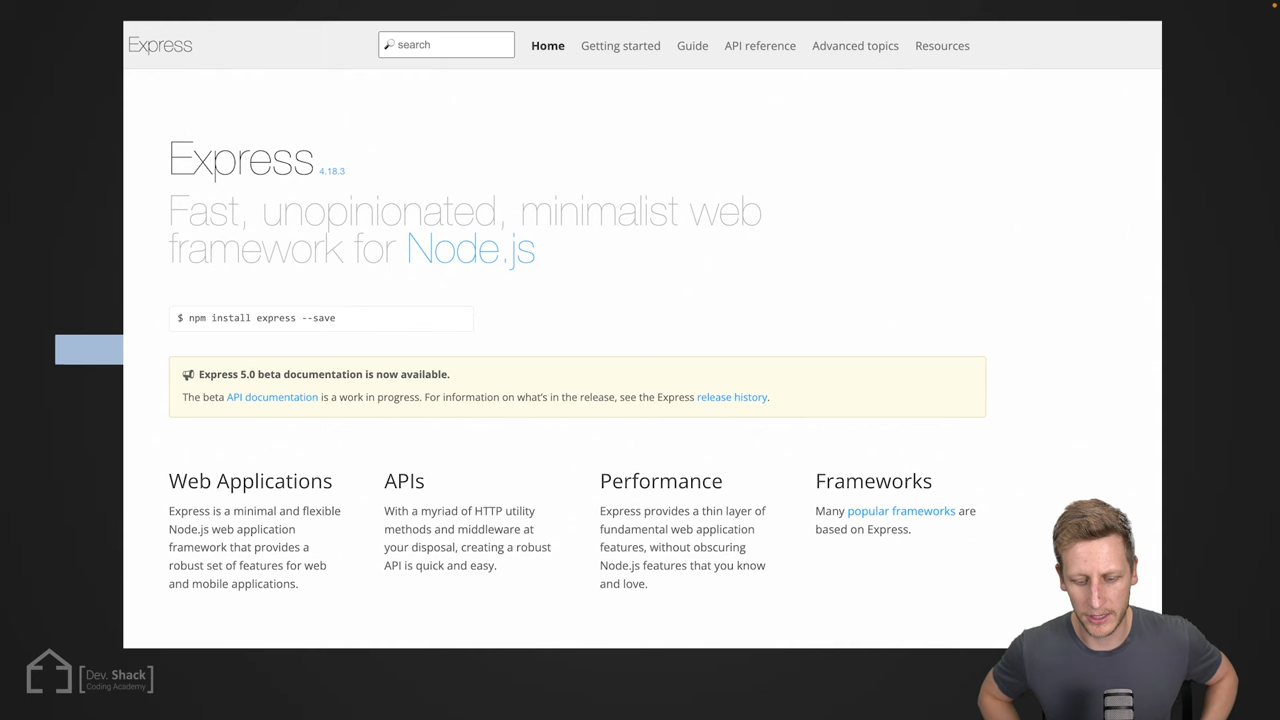 Express
search
Home Getting started Guide API reference Advanced topics Resources
Express 4.18.3
Fast, unopinionated, minimalist web
framework for Node.js
$ npm install express --save
Express 5.0 beta documentation is now available.
The beta API documentation is a work in progress. For information on what's in the release, see the Express release history.
Web Applications
Express is a minimal and flexible
Node.js web application
framework that provides a
robust set of features for web
and mobile applications.
APIs
With a myriad of HTTP utility
methods and middleware at
your disposal, creating a robust
API is quick and easy.
Performance
Express provides a thin layer of
fundamental web application
features, without obscuring
Node.js features that you know
and love.
Frameworks
Many popular frameworks are
based on Express.
[Dev. Shack]
Coding Academy